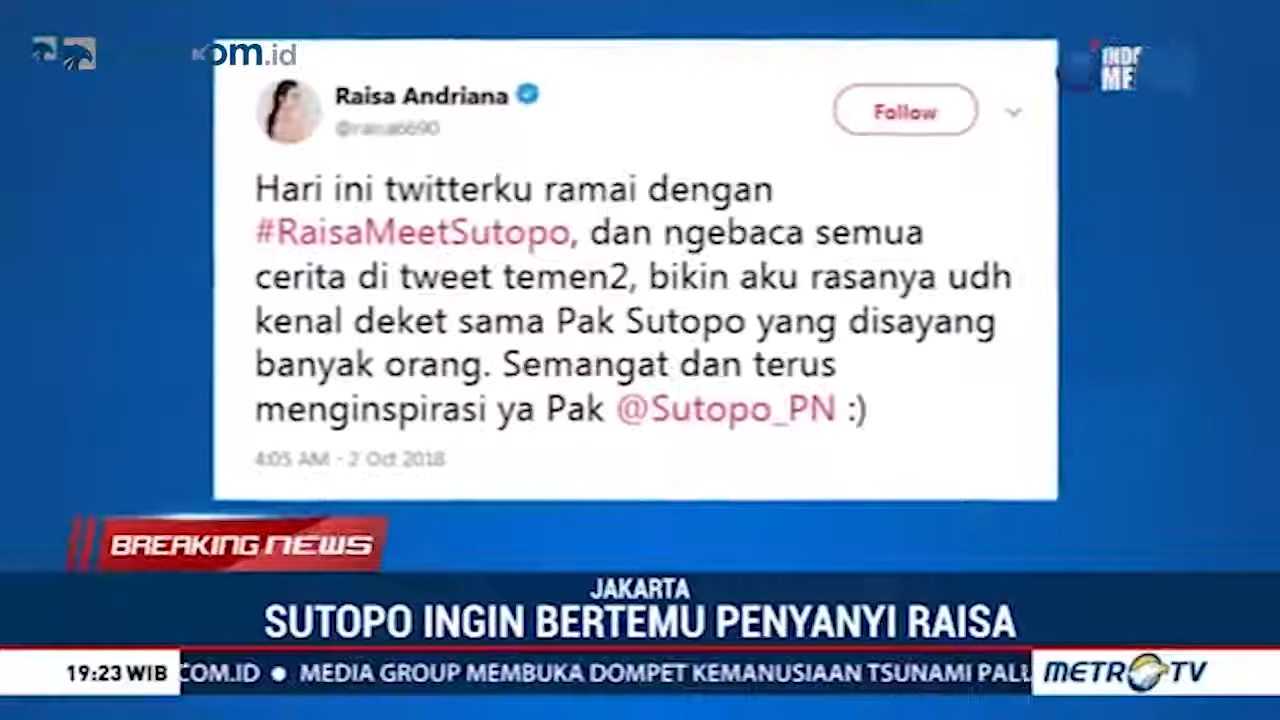 om.id
Raisa Andriana
@raisa6690
Follow
Hari ini twitterku ramai dengan
#RaisaMeetSutopo, dan ngebaca semua
cerita di tweet temen2, bikin aku rasanya udh
kenal deket sama Pak Sutopo yang disayang
banyak orang. Semangat dan terus
menginspirasi ya Pak @Sutopo_PN :)
4:05 AM - 2 Oct 2018
BREAKING NEWS
JAKARTA
SUTOPO INGIN BERTEMU PENYANYI RAISA
19:23 WIB COM.ID ● MEDIA GROUP MEMBUKA DOMPET KEMANUSIAAN TSUNAMI PALU METRO TV